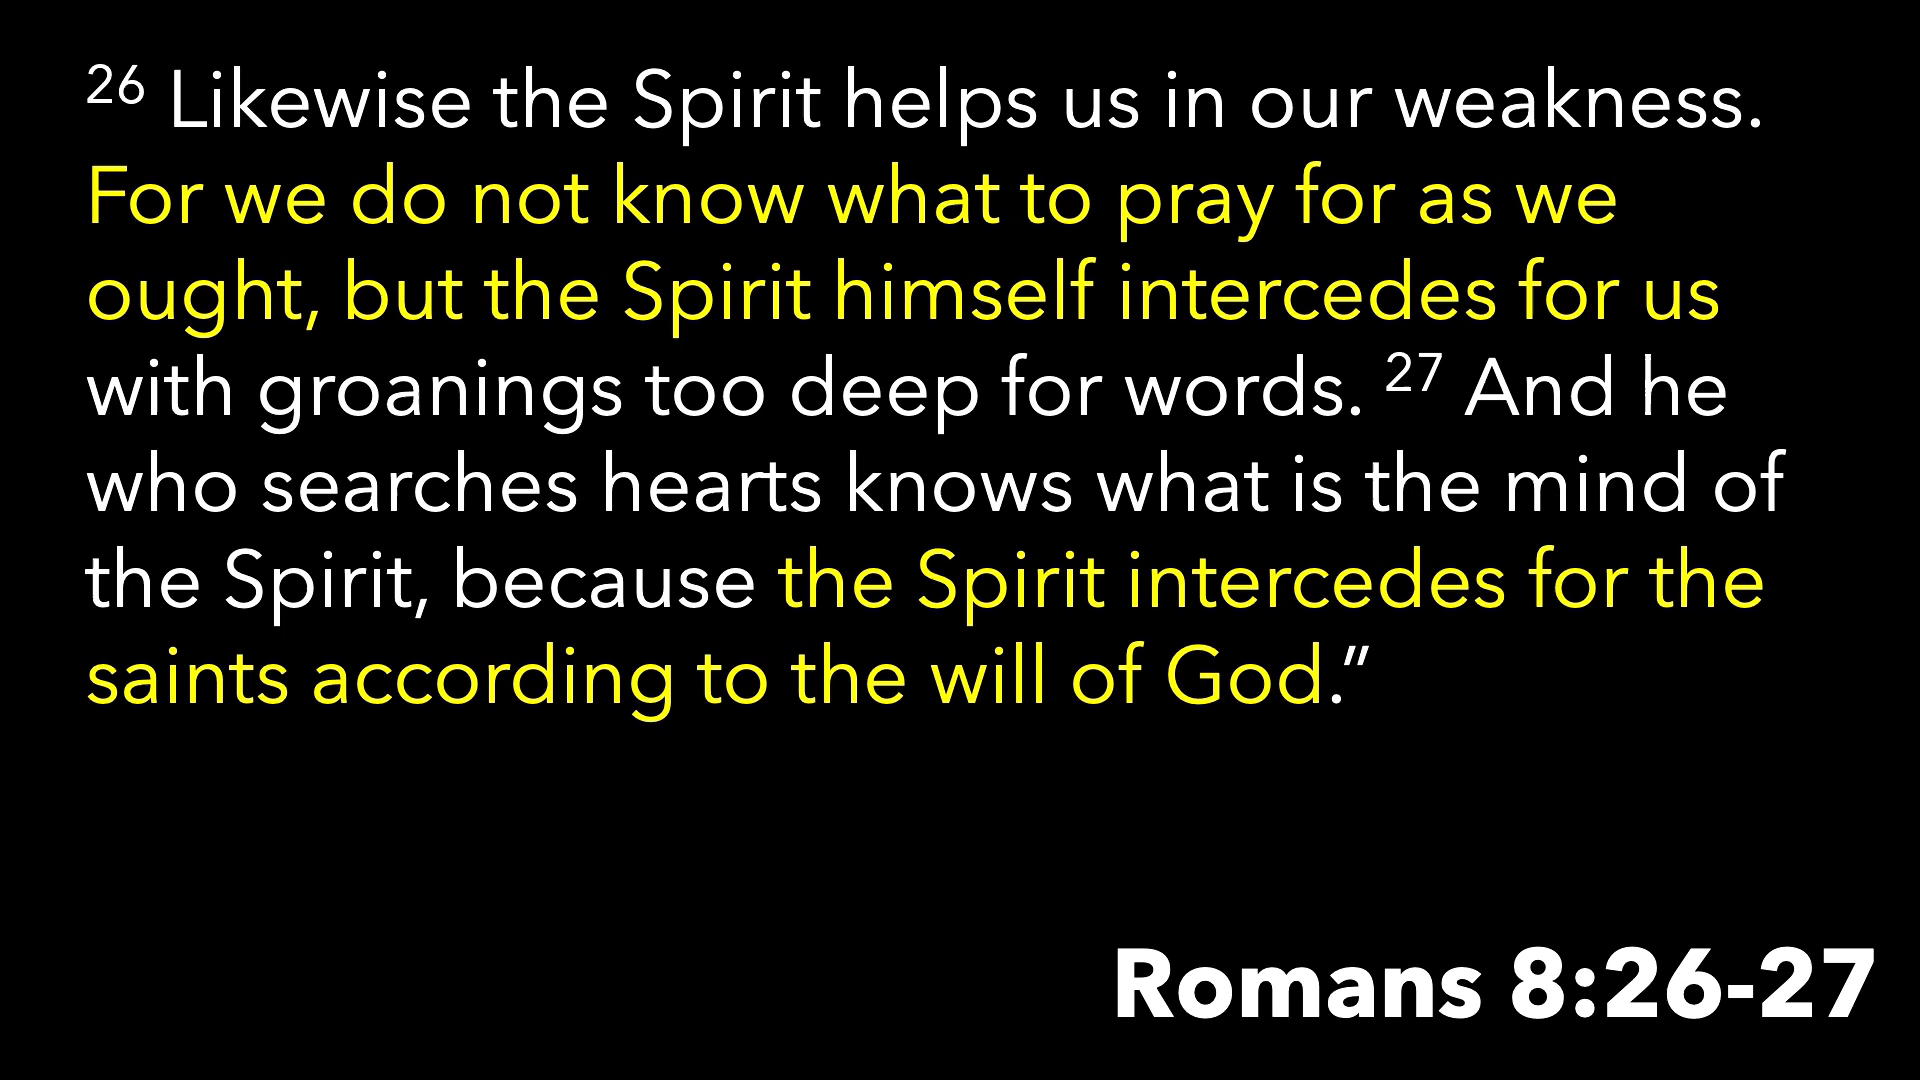 26 Likewise the Spirit helps us in our weakness.
For we do not know what to pray for as we
ought, but the Spirit himself intercedes for us
with groanings too deep for words. 27 And he
who searches hearts knows what is the mind of
the Spirit, because the Spirit intercedes for the
saints according to the will of God.”
Romans 8:26-27